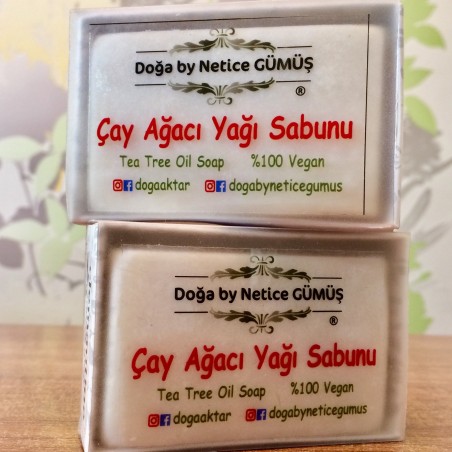 Doğa by Netice GÜMÜŞ
®
Çay Ağacı Yağı Sabunu
Tea Tree Oil Soap %100 Vegan
dogaaktar dogabyneticegumus
Doğa by Netice GÜMÜŞ
®
Çay Ağacı Yağı Sabunu
Tea Tree Oil Soap %100 Vegan
dogaaktar dogabyneticegumus